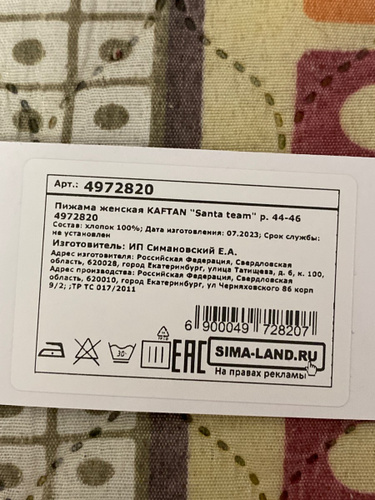 Арт.: 4972820
Пижама женская KAFTAN "Santa team" р. 44-46
4972820
Состав: хлопок 100%; Дата изготовления: 07.2023; Срок службы:
не установлен
Изготовитель: ИП Симановский Е.А.
Адрес изготовителя: Российская Федерация, Свердловская
область, 620028, город Екатеринбург, улица Татищева, д. 6, к. 100,
Адрес производства: Российская Федерация, Свердловская
область, 620010, город Екатеринбург, ул Черняховского 86 корп
9/2; ;ТР ТС 017/2011
6 900049 728207
30°
EAC
SIMA-LAND.RU
На правах рекламы